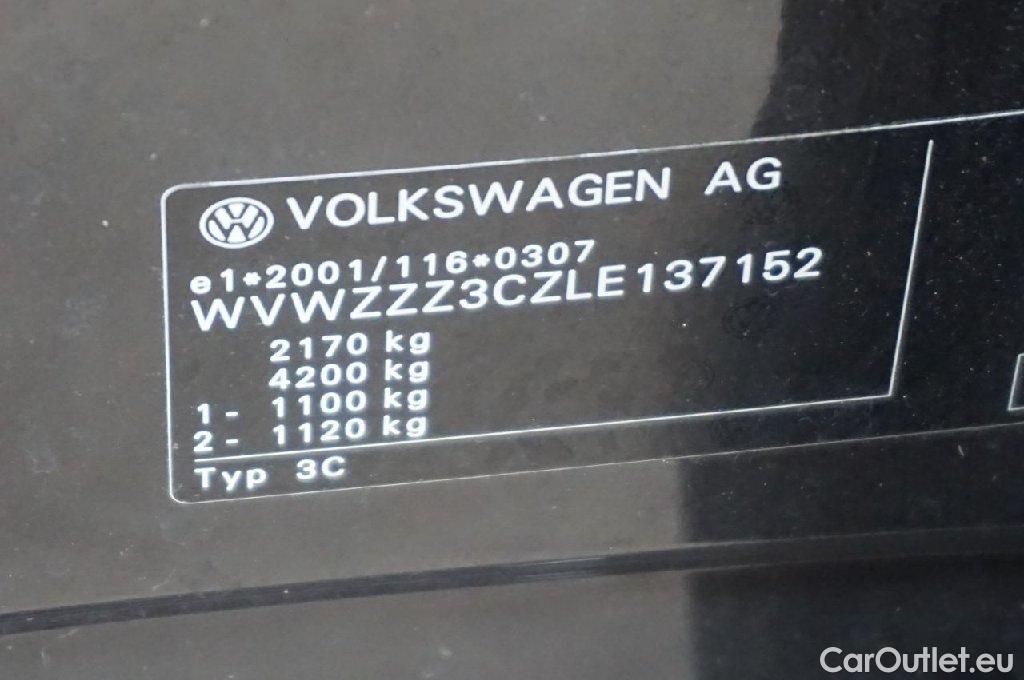 VOLKSWAGEN AG
e1*2001/116*0307
WVWZZZ3CZLE137152
2170 kg
4200 kg
1 - 1100 kg
2 - 1120 kg
Typ 3C
CarOutlet.eu